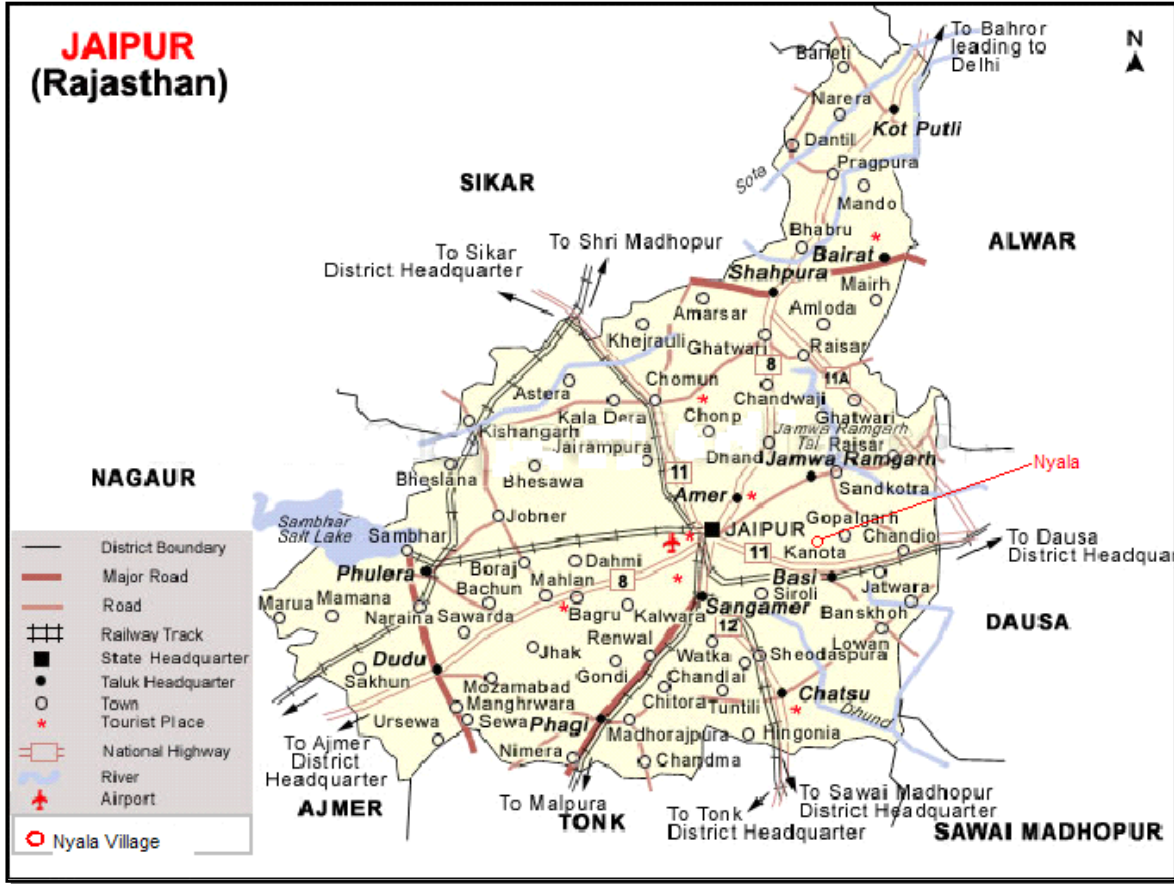 JAIPUR
(Rajasthan)
N
To Bahror
leading to
Delhi
Baneti
Narera
Kot Putli
Dantil
Pragpura
Sota
Mando
SIKAR
Bhabru
ALWAR
To Shri Madhopur
To Sikar
District Headquarter
Bairat
Shahpura
Mairh
Amarsar
Amloda
Khejrauli
Ghatwari
Raisar
8
11A
Chomun
Astera
Chandwaji
Kala Dera
Chonp
Ghatwari
Kishangarh
Jamwa Ramgarh
Tal
Raisar
Jairampura
Dhand
Jamwa Ramgarh
Nyala
NAGAUR
Bheslana
Bhesawa
11
Sandkotra
Amer
Jobner
Gopalgarh
Sambhar
Salt Lake
Sambhar
JAIPUR
Kanota
Chandio
To Dausa
District Headquar
11
Phulera
Boraj
Dahmi
Basi
8
Mahlan
Jatwara
Bachun
Siroli
Marua
Mamana
Naraina
Sawarda
Bagru
Kalwara
Sangamer
Banskhoh
DAUSA
12
Renwal
Lowan
Jhak
Watka
Sheodaspura
Dudu
Gondi
Sakhun
Mozamabad
Chandlai
Chatsu
Manghrwara
Chitora
Tuntili
Dhund
Ursewa
Sewa
Phagi
Madhorajpura
Hingonia
To Ajmer
District
Headquarter
Nimera
Chandma
AJMER
To Malpura
TONK
To Tonk
District Headquarter
To Sawai Madhopur
District Headquarter
SAWAI MADHOPUR
District Boundary
Major Road
Road
Railway Track
State Headquarter
Taluk Headquarter
Town
Tourist Place
National Highway
River
Airport
Nyala Village